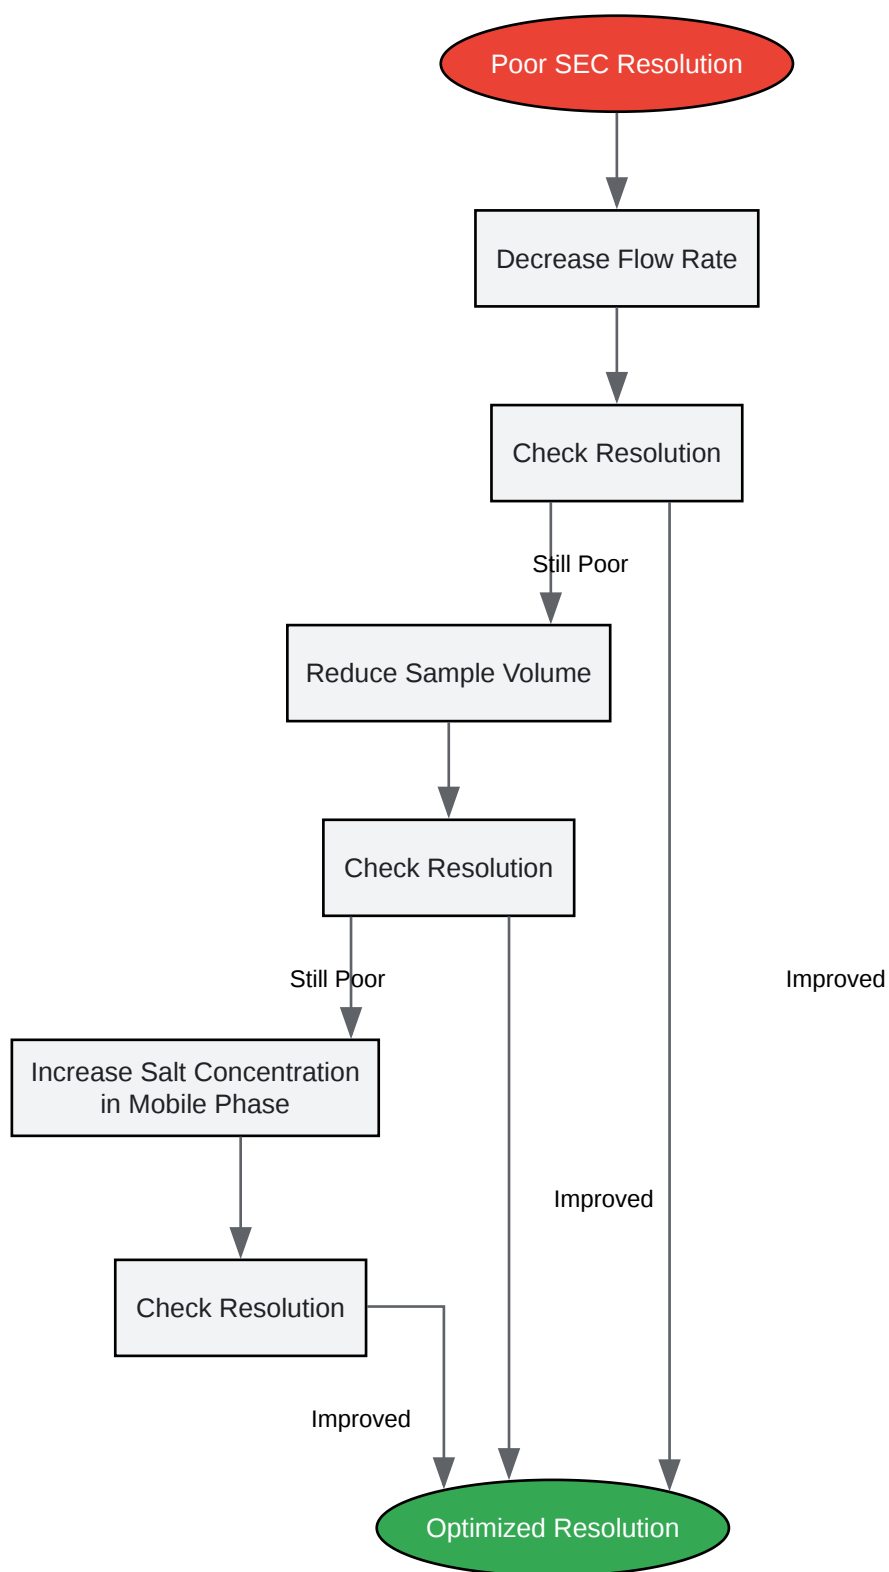 Poor SEC Resolution
Decrease Flow Rate
Check Resolution
Still Poor
Reduce Sample Volume
Check Resolution
Still Poor
Improved
Increase Salt Concentration
in Mobile Phase
Improved
Check Resolution
Improved
Optimized Resolution